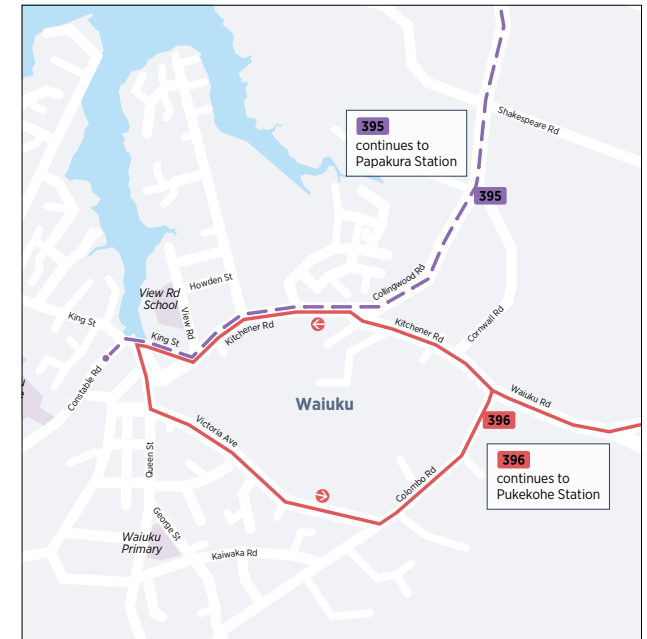 Shakespeare Rd
395
continues to
Papakura Station
395
Collingwood Rd
Howden St
View Rd
School
View Rd
King St
King St
Kitchener Rd
Kitchener Rd
Cornwall Rd
Constable Rd
Waiuku Rd
Waiuku
396
Victoria Ave
Queen St
396
continues to
Pukekohe Station
Colombo Rd
George St
Waiuku
Primary
Kaiwaka Rd